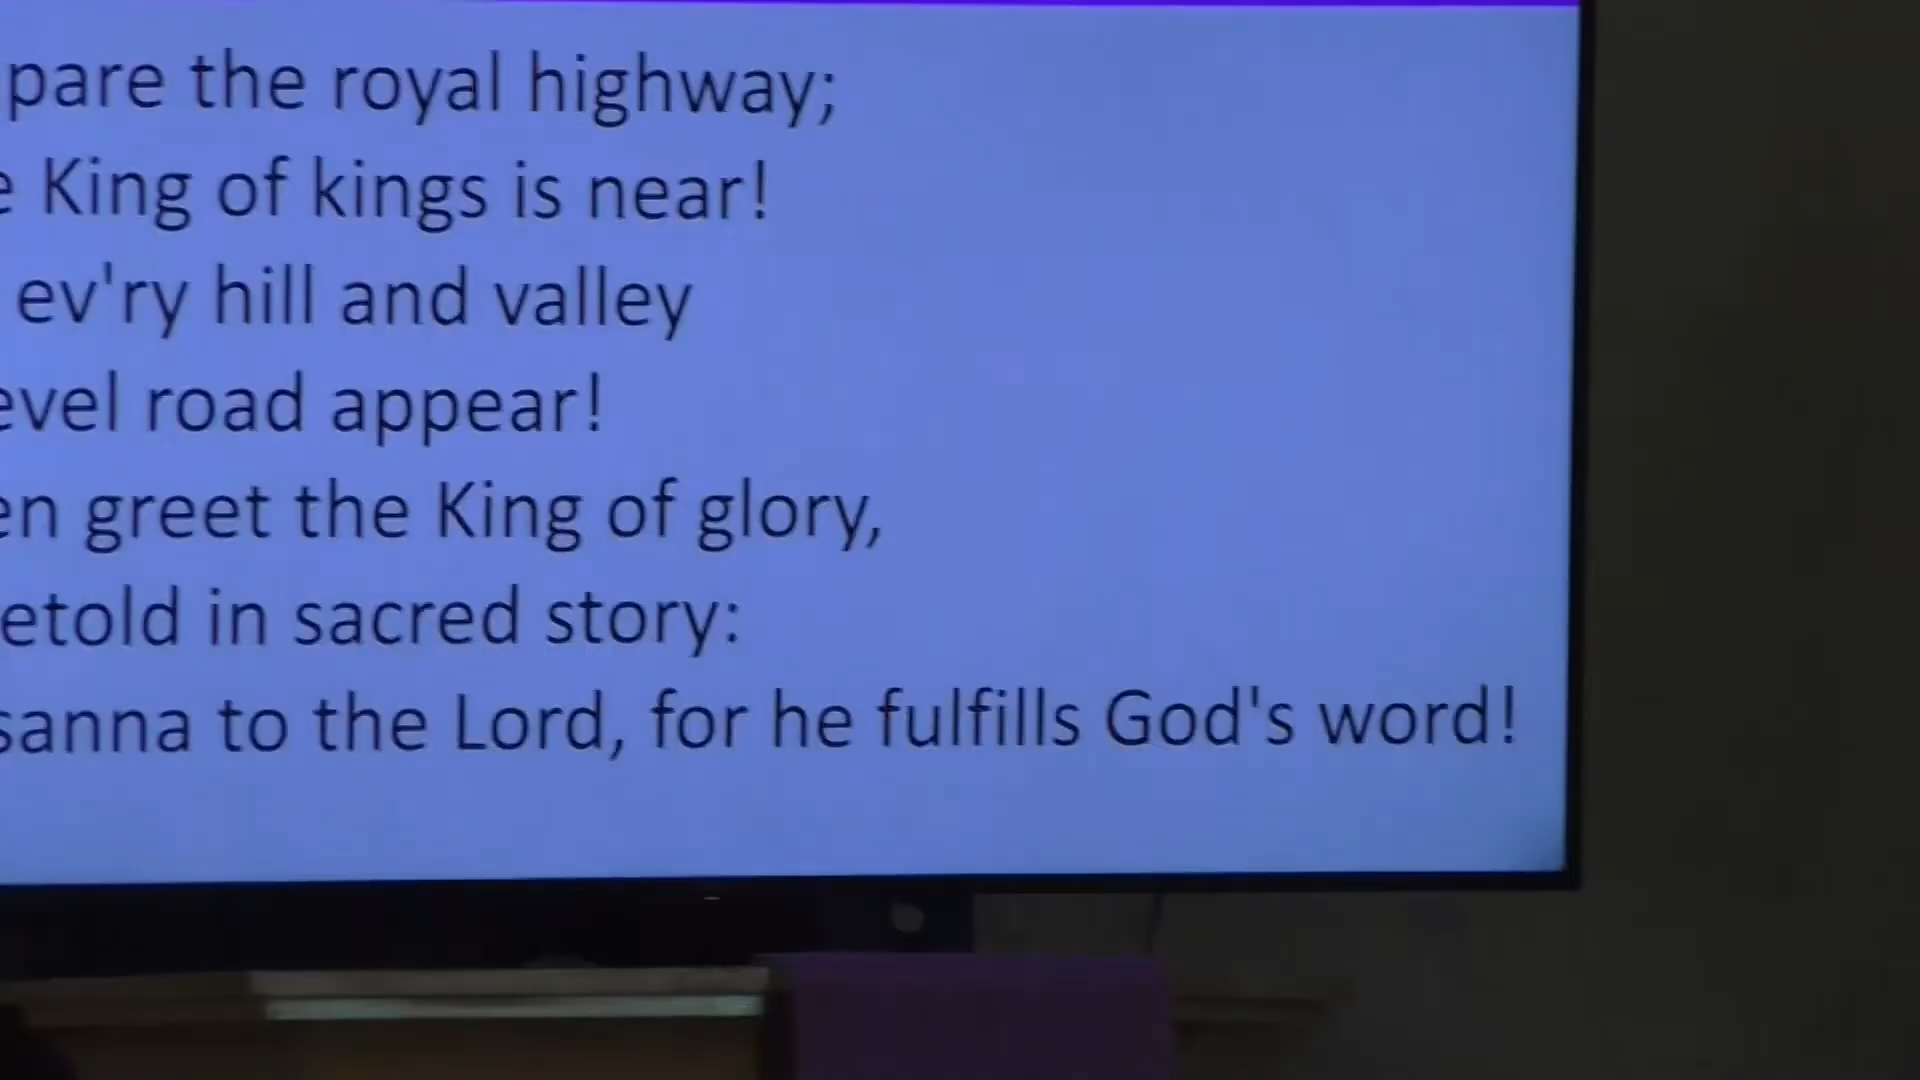 pare the royal highway;
e King of kings is near!
ev'ry hill and valley
evel road appear!
en greet the King of glory,
etold in sacred story:
sanna to the Lord, for he fulfills God's word!